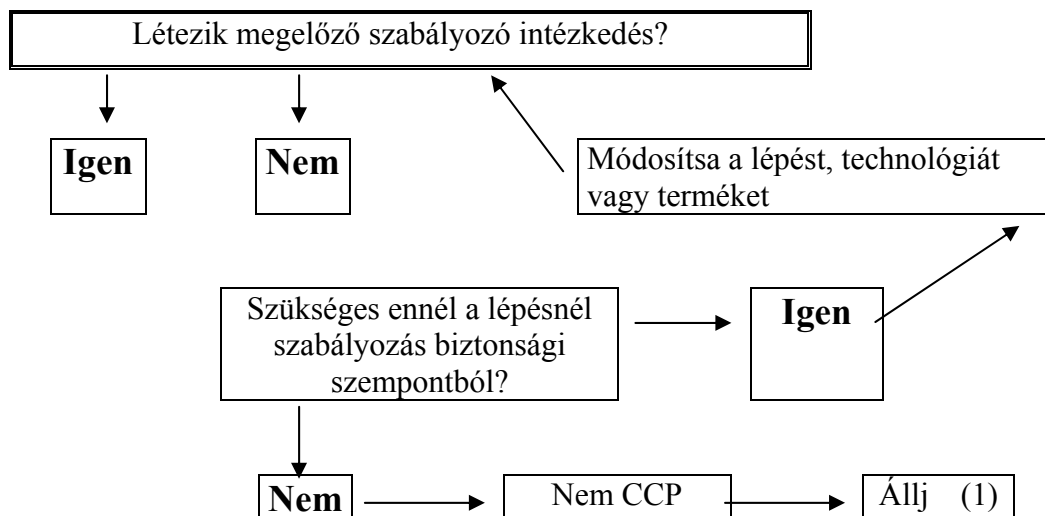 Létezik megelőző szabályozó intézkedés?
Igen
Nem
Módosítsa a lépést, technológiát
vagy terméket
Szükséges ennél a lépésnél
szabályozás biztonsági
szempontból?
Igen
Nem
Nem CCP
Állj (1)